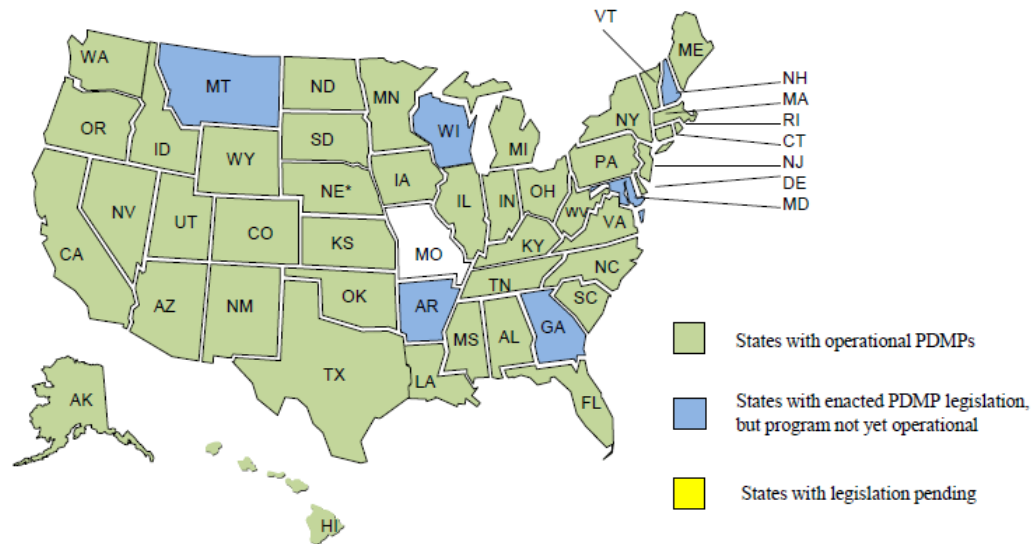 VT
ME
WA
MT
ND
MN
NH
MA
RI
CT
NJ
DE
MD
OR
ID
WY
SD
WI
MI
NY
PA
NE*
IA
IL
IN
OH
WV
VA
NV
UT
CO
KS
MO
KY
CA
NC
TN
SC
AZ
NM
OK
AR
MS
AL
GA
TX
LA
FL
AK
HI
States with operational PDMPs
States with enacted PDMP legislation,
but program not yet operational
States with legislation pending